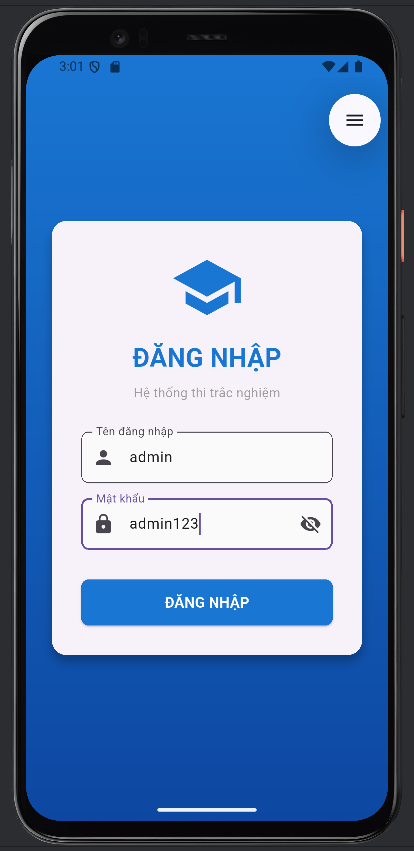 3:01
ĐĂNG NHẬP
Hệ thống thi trắc nghiệm
Tên đăng nhập
admin
Mật khẩu
admin123
ĐĂNG NHẬP